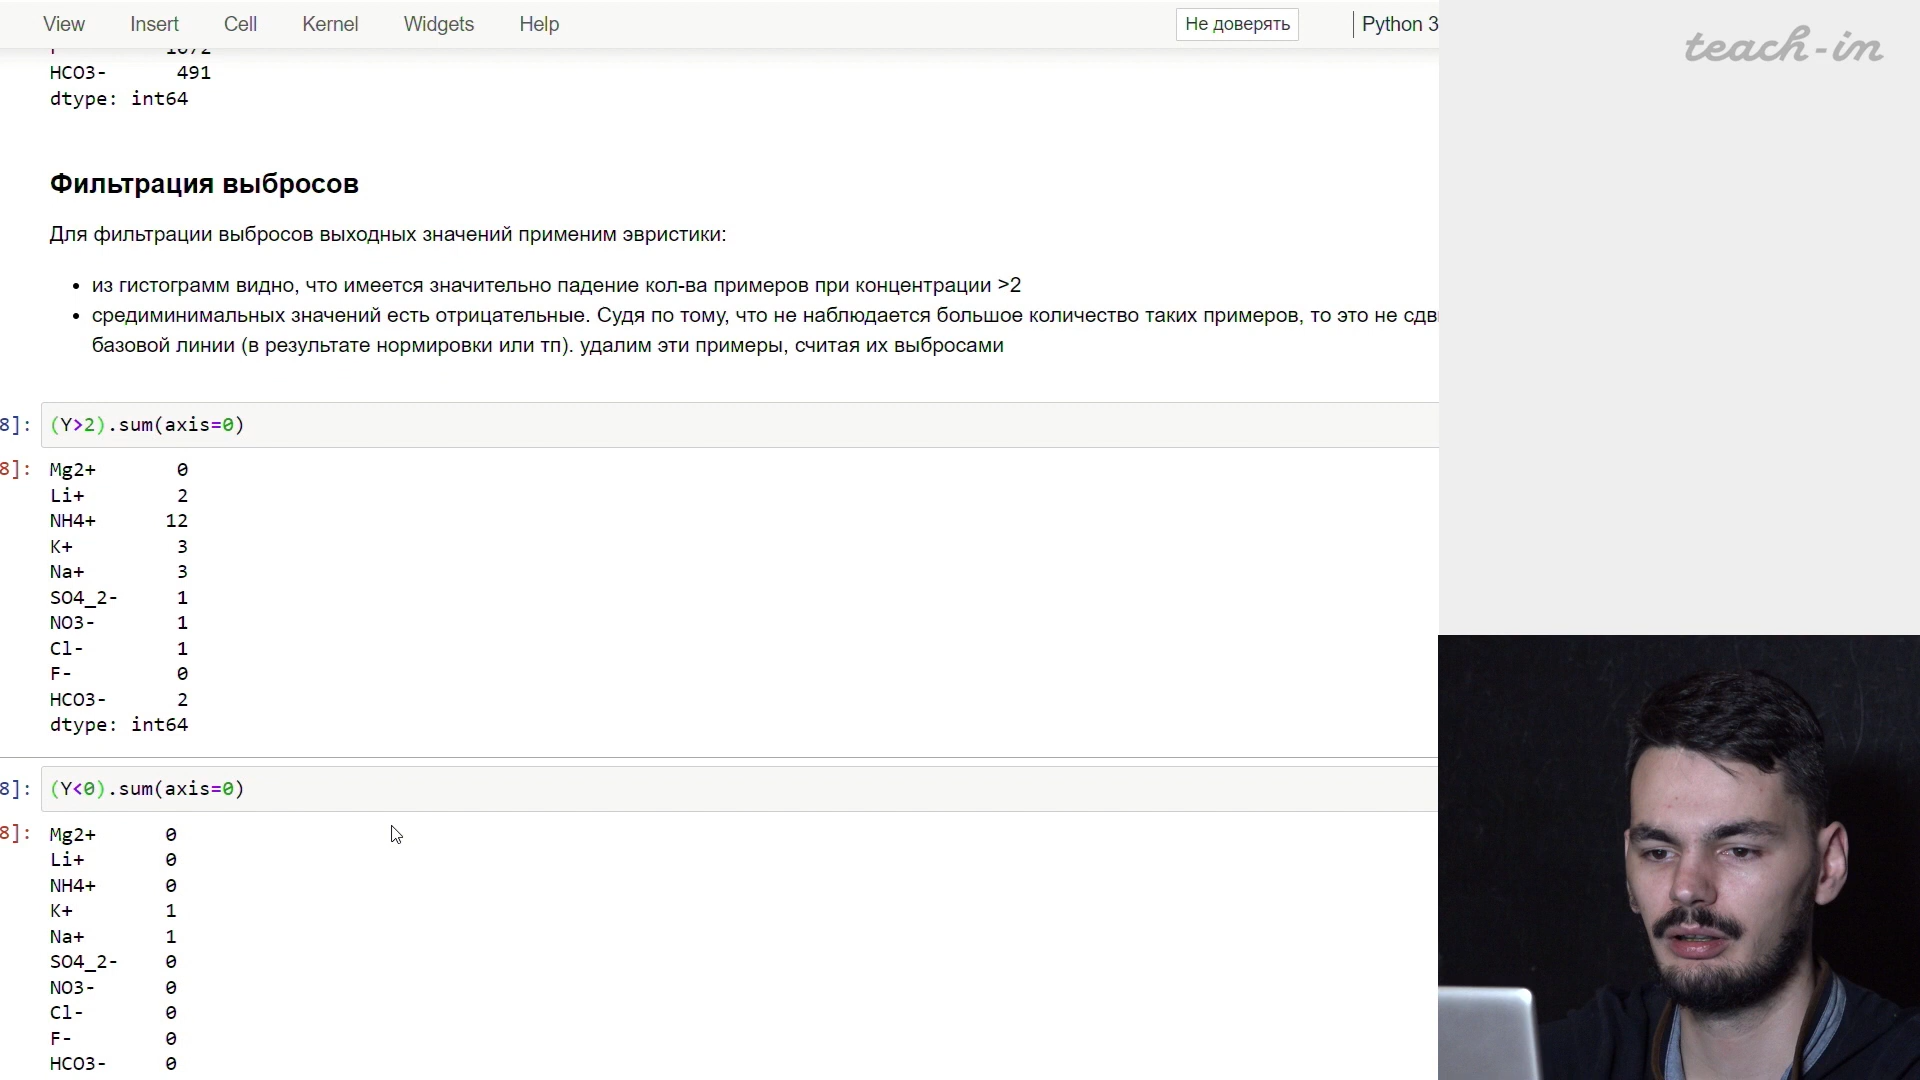 View Insert Cell Kernel Widgets Help Не доверять Python 3
teach-in
HCO3- 491
dtype: int64
Фильтрация выбросов
Для фильтрации выбросов выходных значений применим эвристики:
• из гистограмм видно, что имеется значительно падение кол-ва примеров при концентрации >2
• средиминимальных значений есть отрицательные. Судя по тому, что не наблюдается большое количество таких примеров, то это не сдв
базовой линии (в результате нормировки или тп). удалим эти примеры, считая их выбросами
8]: (Y>2).sum(axis=0)
8]: Mg2+ 0
Li+ 2
NH4+ 12
K+ 3
Na+ 3
SO4_2- 1
NO3- 1
Cl- 1
F- 0
HCO3- 2
dtype: int64
8]: (Y<0).sum(axis=0)
8]: Mg2+ 0
Li+ 0
NH4+ 0
K+ 1
Na+ 1
SO4_2- 0
NO3- 0
Cl- 0
F- 0
HCO3- 0